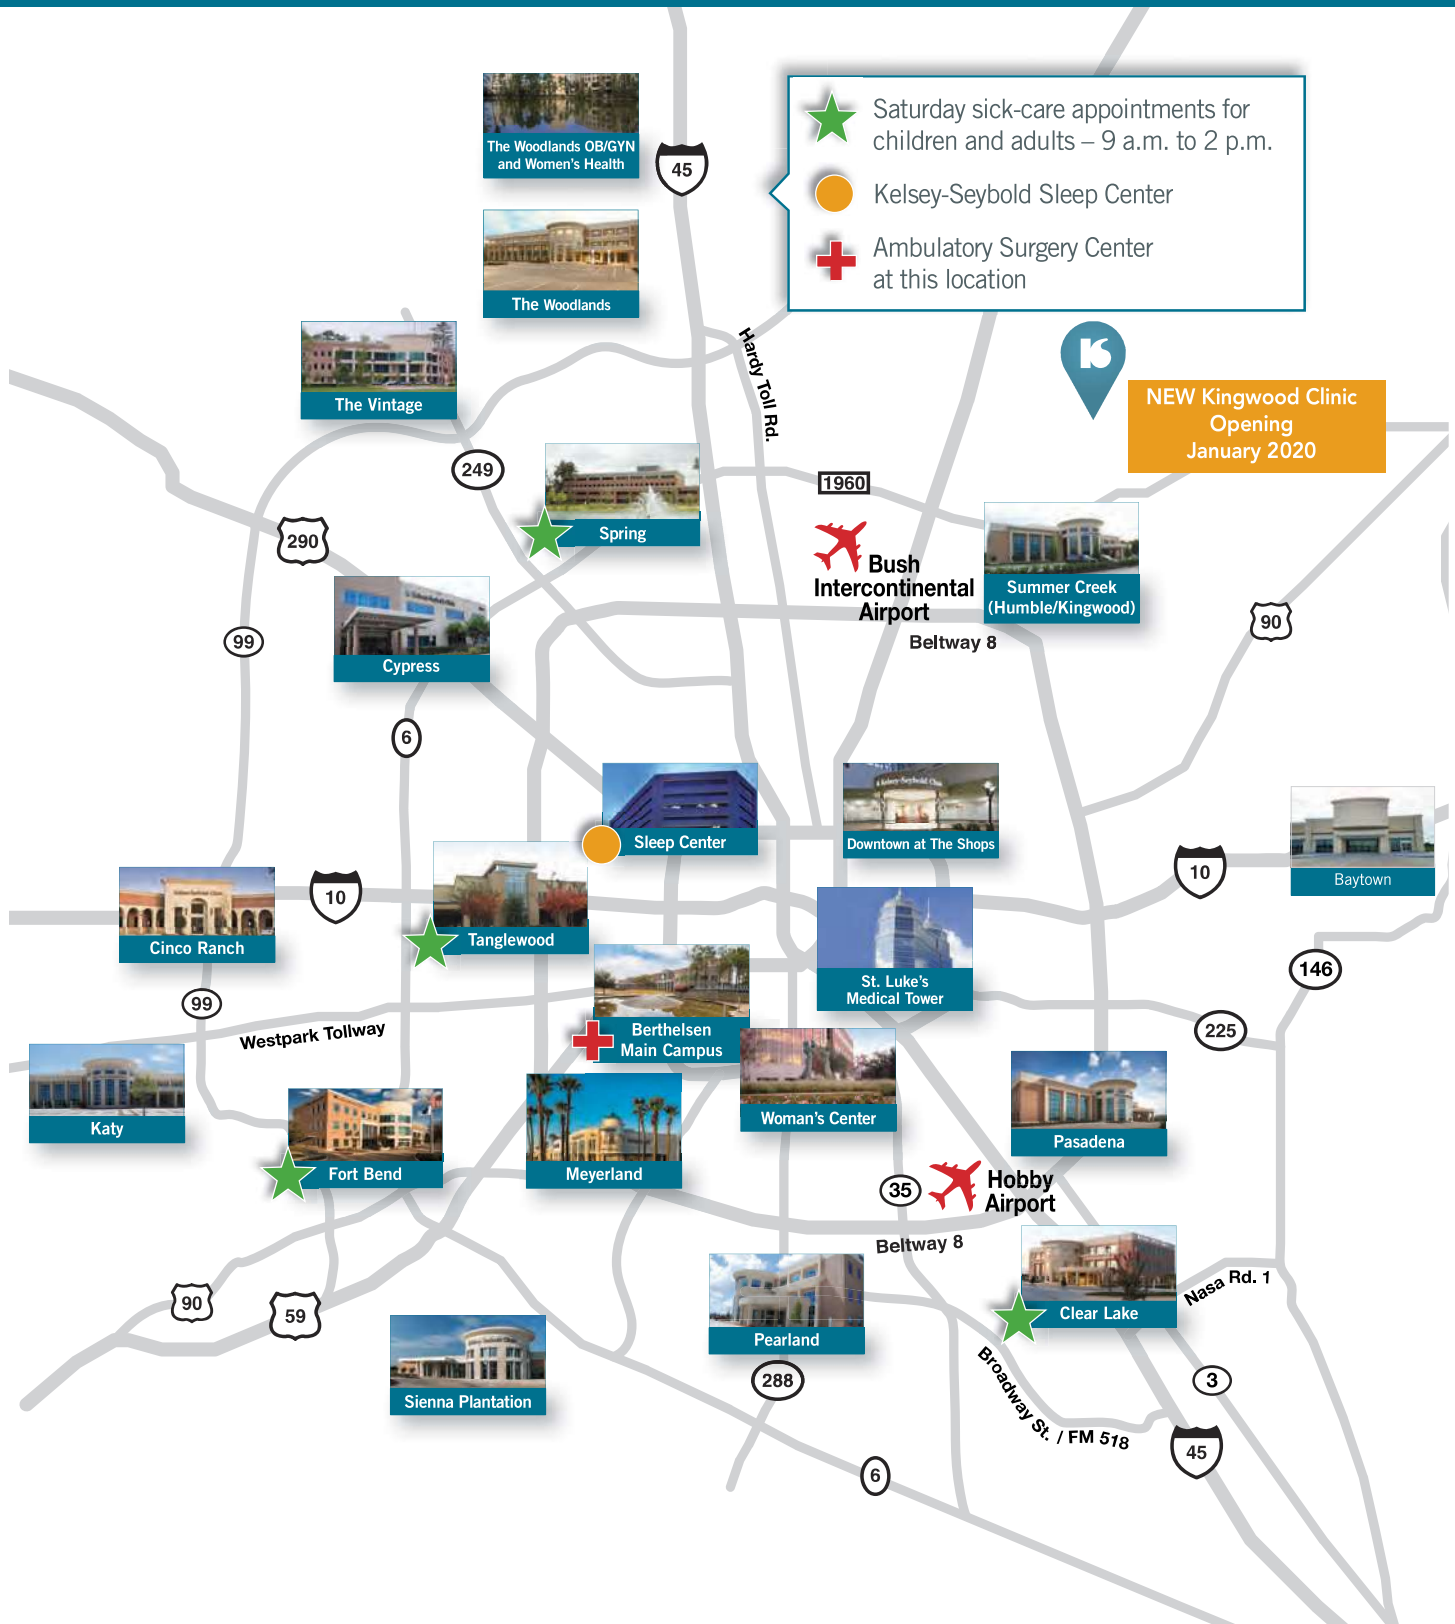 Saturday sick-care appointments for
children and adults – 9 a.m. to 2 p.m.
Kelsey-Seybold Sleep Center
Ambulatory Surgery Center
at this location
The Woodlands OB/GYN
and Women's Health
45
The Woodlands
Hardy Toll Rd.
The Vintage
K
NEW Kingwood Clinic
Opening
January 2020
249
1960
Spring
290
Bush
Intercontinental
Airport
Summer Creek
(Humble/Kingwood)
Beltway 8
90
99
Cypress
6
Sleep Center
Kelsey-Seybold Clinic
Downtown at The Shops
10
Baytown
10
Cinco Ranch
Tanglewood
St. Luke's
Medical Tower
146
99
Westpark Tollway
Berthelsen
Main Campus
225
Katy
Woman's Center
Pasadena
Fort Bend
Meyerland
35
Hobby
Airport
Beltway 8
90
59
Nasa Rd. 1
Clear Lake
Pearland
288
Sienna Plantation
Broadway St. / FM 518
3
45
6